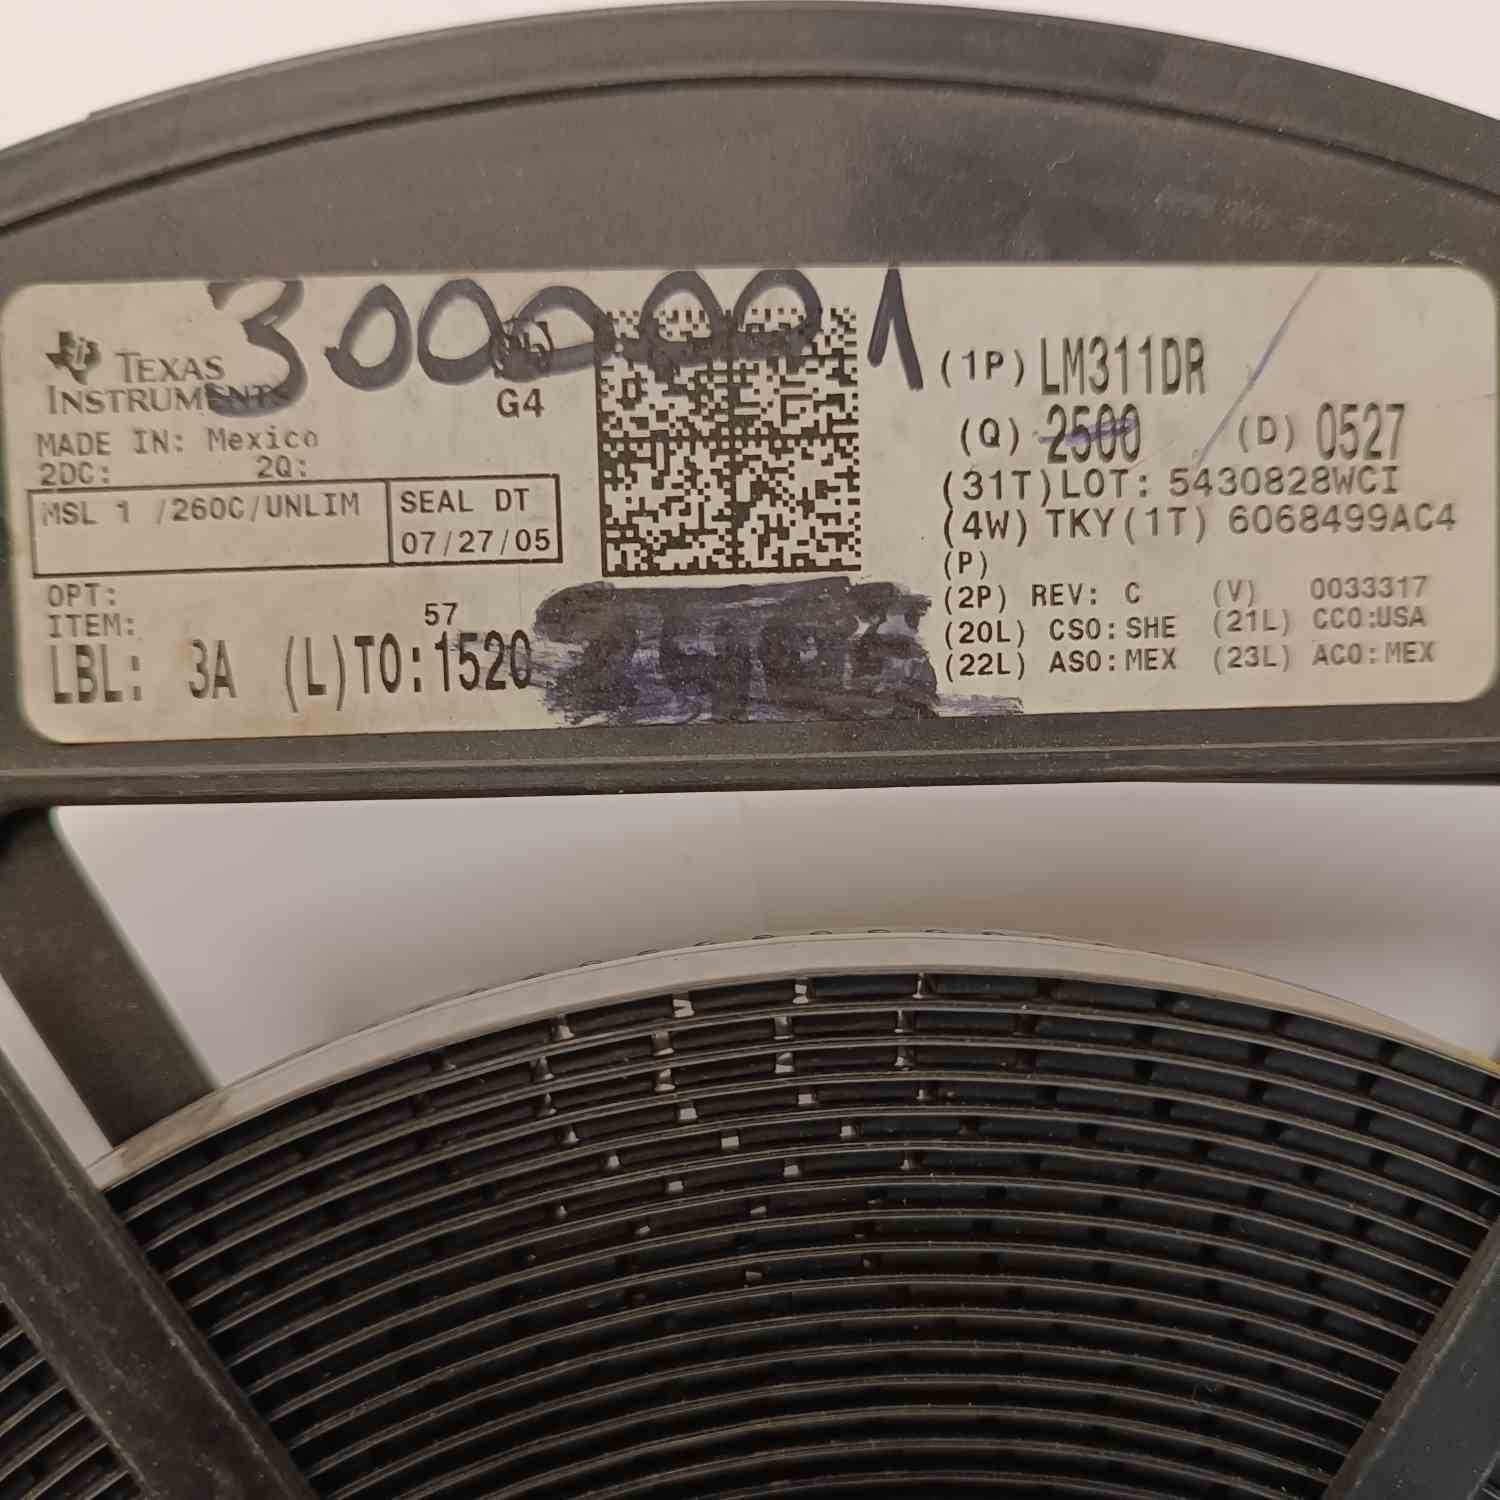 3000001
TEXAS
INSTRUMENTS
G4
MADE IN: Mexico
2DC: 2Q:
MSL 1 /260C/UNLIM
SEAL DT
07/27/05
OPT:
ITEM: 57
LBL: 3A (L)TO:1520
(1P) LM311DR
(Q) 2500 (D) 0527
(31T)LOT: 5430828WCI
(4W) TKY(1T) 6068499AC4
(P)
(2P) REV: C (V) 0033317
(20L) CSO:SHE (21L) CCO:USA
(22L) ASO:MEX (23L) ACO:MEX